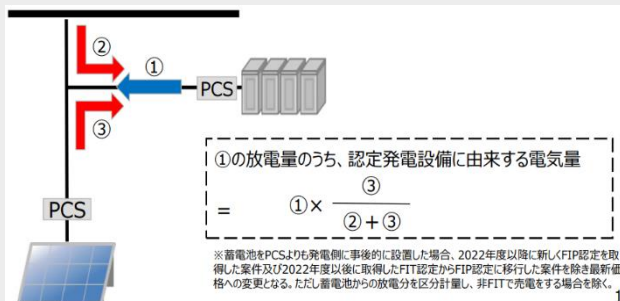 ②
①
PCS
③
①の放電量のうち、認定発電設備に由来する電気量
= ①× ③
②+③
PCS
※蓄電池をPCSよりも発電側に事後的に設置した場合、2022年度以降に新しくFIP認定を取
得した案件及び2022年度以後に取得したFIT認定からFIP認定に移行した案件を除き最新価
格への変更となる。ただし蓄電池からの放電分を区分計量し、非FITで売電をする場合を除く。
1